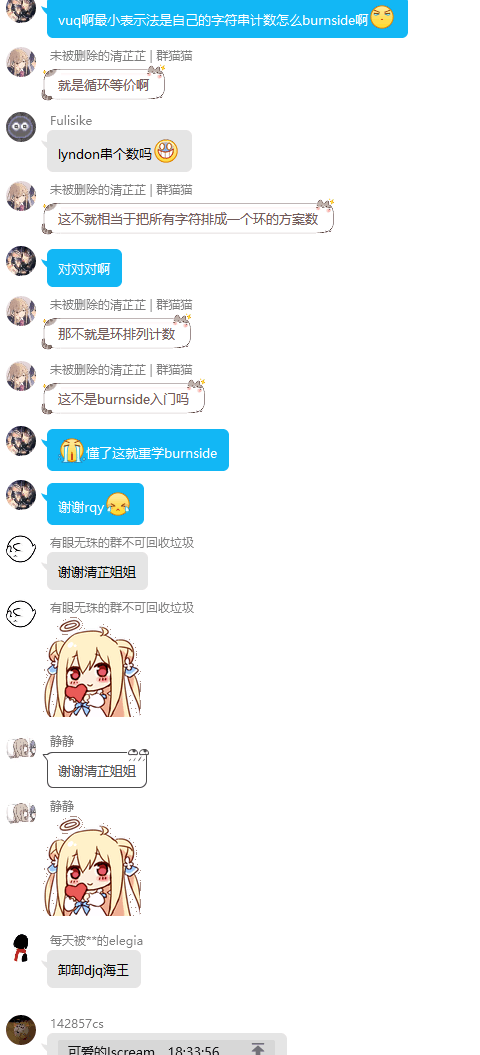 vuq啊最小表示法是自己的字符串计数怎么burnside啊
未被删除的清芷芷 | 群猫猫
就是循环等价啊
Fulisike
lyndon串个数吗
未被删除的清芷芷 | 群猫猫
这不就相当于把所有字符排成一个环的方案数
对对对啊
未被删除的清芷芷 | 群猫猫
那不就是环排列计数
未被删除的清芷芷 | 群猫猫
这不是burnside入门吗
懂了这就重学burnside
谢谢rqy
有眼无珠的群不可回收垃圾
谢谢清芷姐姐
有眼无珠的群不可回收垃圾
静静
谢谢清芷姐姐
静静
每天被**的elegia
卸卸djq海王
142857cs
可爱的lscream 18:33:56